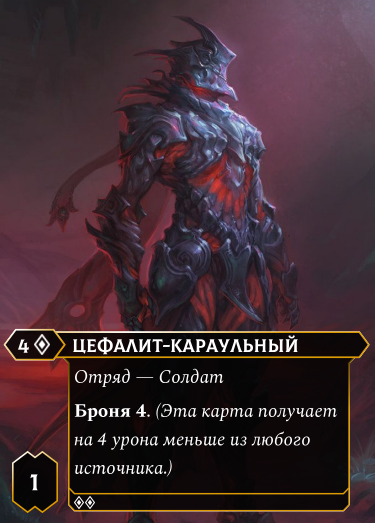 4 ЦЕФАЛИТ-КАРАУЛЬНЫЙ
Отряд — Солдат
Броня 4. (Эта карта получает
на 4 урона меньше из любого
источника.)
1